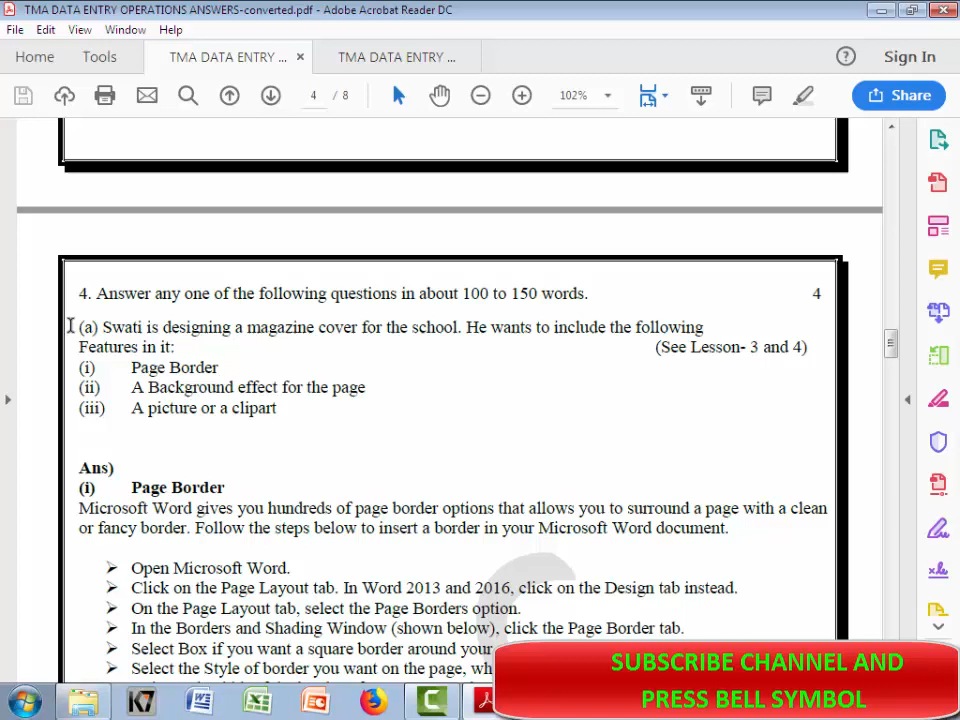 TMA DATA ENTRY OPERATIONS ANSWERS-converted.pdf - Adobe Acrobat Reader DC
File Edit View Window Help
Home Tools TMA DATA ENTRY ... × TMA DATA ENTRY ... Sign In
4 / 8 102% Share
4. Answer any one of the following questions in about 100 to 150 words. 4
(a) Swati is designing a magazine cover for the school. He wants to include the following
Features in it: (See Lesson- 3 and 4)
(i) Page Border
(ii) A Background effect for the page
(iii) A picture or a clipart
Ans)
(i) Page Border
Microsoft Word gives you hundreds of page border options that allows you to surround a page with a clean
or fancy border. Follow the steps below to insert a border in your Microsoft Word document.
➢ Open Microsoft Word.
➢ Click on the Page Layout tab. In Word 2013 and 2016, click on the Design tab instead.
➢ On the Page Layout tab, select the Page Borders option.
➢ In the Borders and Shading Window (shown below), click the Page Border tab.
➢ Select Box if you want a square border around your
➢ Select the Style of border you want on the page,
SUBSCRIBE CHANNEL AND
PRESS BELL SYMBOL